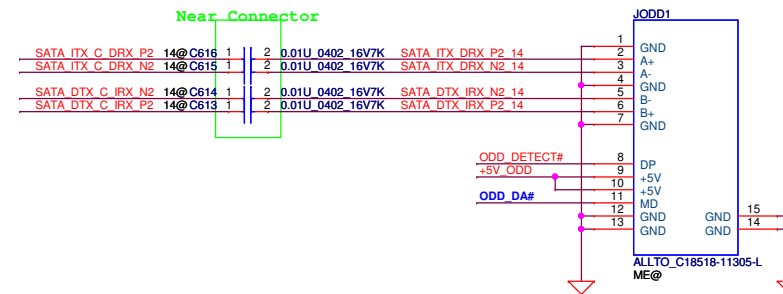 Near Connector
JODD1
SATA_ITX_C_DRX_P2 14@ C616 1 2 0.01U_0402_16V7K SATA_ITX_DRX_P2_14
SATA_ITX_C_DRX_N2 14@ C615 1 2 0.01U_0402_16V7K SATA_ITX_DRX_N2_14
SATA_DTX_C_IRX_N2 14@ C614 1 2 0.01U_0402_16V7K SATA_DTX_IRX_N2_14
SATA_DTX_C_IRX_P2 14@ C613 1 2 0.01U_0402_16V7K SATA_DTX_IRX_P2_14
1 GND
2 A+
3 A-
4 GND
5 B-
6 B+
7 GND
ODD_DETECT# 8 DP
+5V_ODD 9 +5V
10 +5V
ODD_DA# 11 MD
12 GND GND 15
13 GND GND 14
ALLTO_C18518-11305-L
ME@